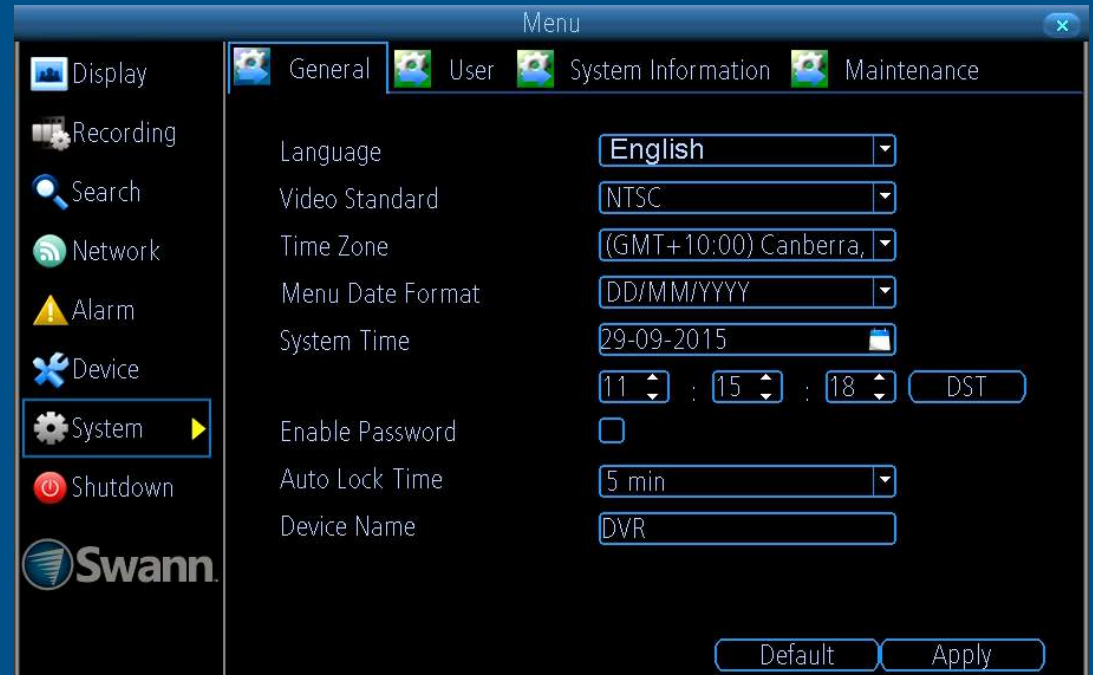 Menu
Display
Recording
Search
Network
Alarm
Device
System
Shutdown
Swann
General User System Information Maintenance
Language English
Video Standard NTSC
Time Zone (GMT+10:00) Canberra,
Menu Date Format DD/MM/YYYY
System Time 29-09-2015
11 : 15 : 18 DST
Enable Password
Auto Lock Time 5 min
Device Name DVR
Default Apply